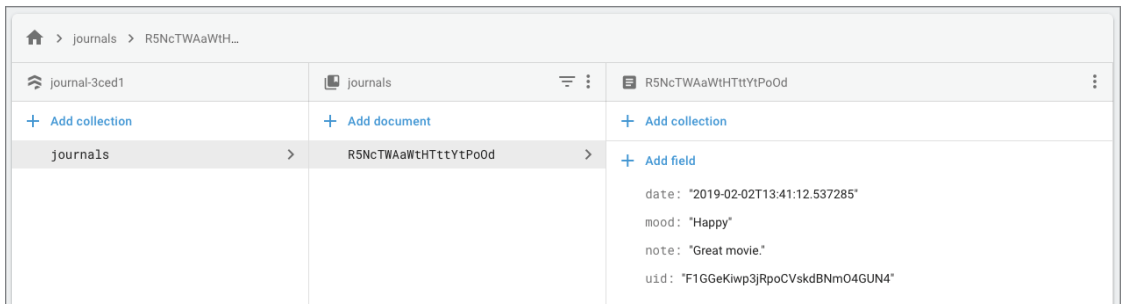 journals R5NcTWAaWtH...
journal-3ced1
Add collection
journals
journals
Add document
R5NcTWAaWtHTttYtPoOd
R5NcTWAaWtHTttYtPoOd
Add collection
Add field
date: "2019-02-02T13:41:12.537285"
mood: "Happy"
note: "Great movie."
uid: "F1GGeKiwp3jRpoCVskdBNmO4GUN4"